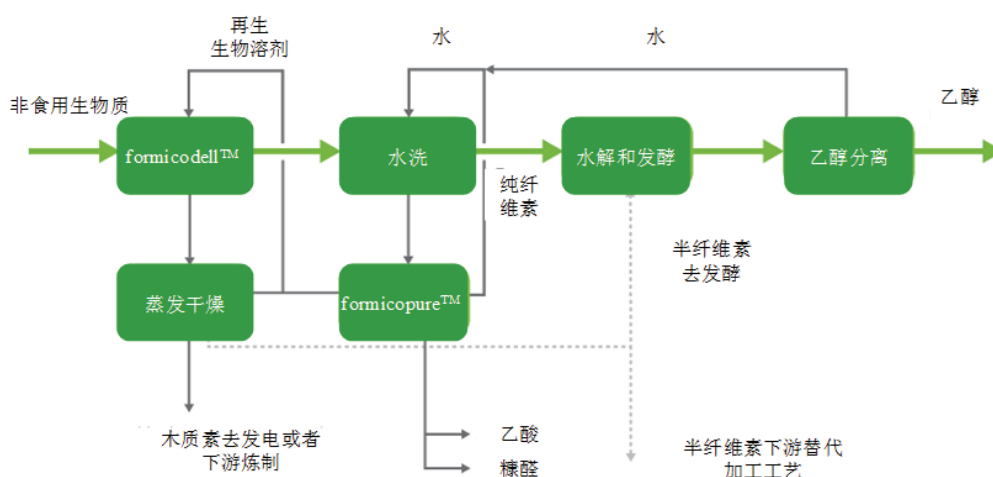 再生
生物溶剂
水
水
非食用生物质
乙醇
formicodell™
水洗
水解和发酵
乙醇分离
纯纤
维素
半纤维素
去发酵
蒸发干燥
formicopure™
木质素去发电或者
下游炼制
乙酸
糠醛
半纤维素下游替代
加工工艺